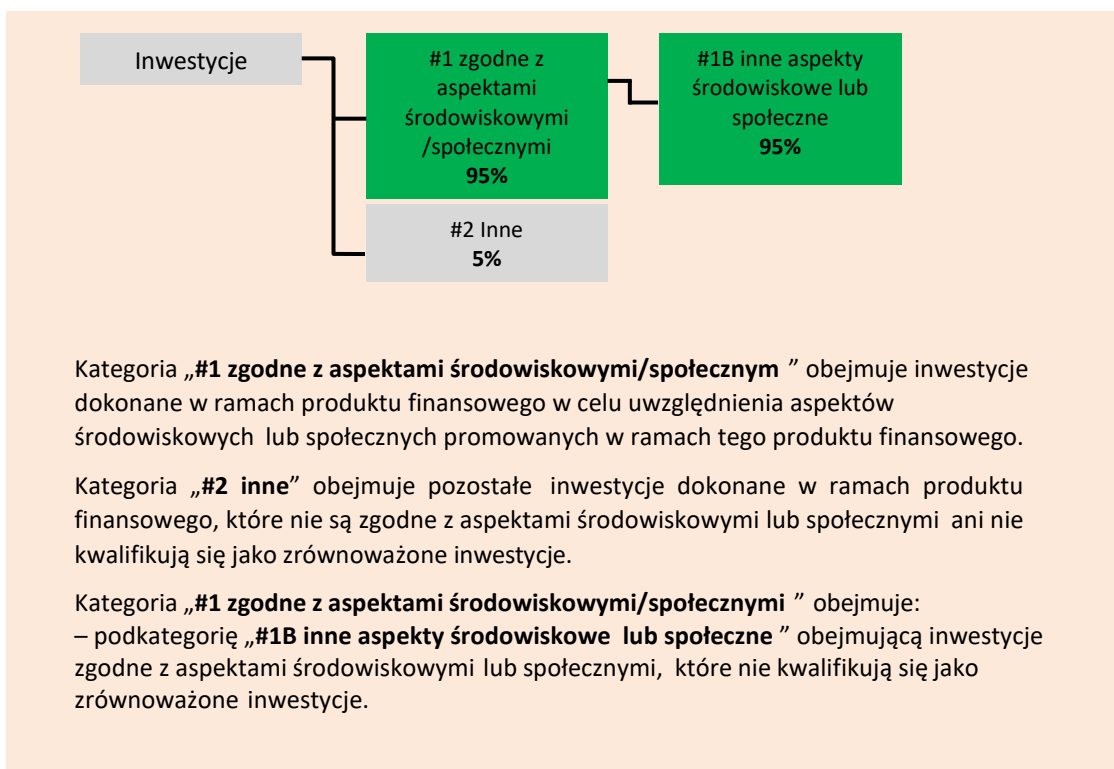 Inwestycje
#1 zgodne z
aspektami
środowiskowymi
/społecznymi
95%
#1B inne aspekty
środowiskowe lub
społeczne
95%
#2 Inne
5%
Kategoria „#1 zgodne z aspektami środowiskowymi/społecznym ” obejmuje inwestycje
dokonane w ramach produktu finansowego w celu uwzględnienia aspektów
środowiskowych lub społecznych promowanych w ramach tego produktu finansowego.
Kategoria „#2 inne” obejmuje pozostałe inwestycje dokonane w ramach produktu
finansowego, które nie są zgodne z aspektami środowiskowymi lub społecznymi ani nie
kwalifikują się jako zrównoważone inwestycje.
Kategoria „#1 zgodne z aspektami środowiskowymi/społecznymi ” obejmuje:
– podkategorię „#1B inne aspekty środowiskowe lub społeczne ” obejmującą inwestycje
zgodne z aspektami środowiskowymi lub społecznymi, które nie kwalifikują się jako
zrównoważone inwestycje.